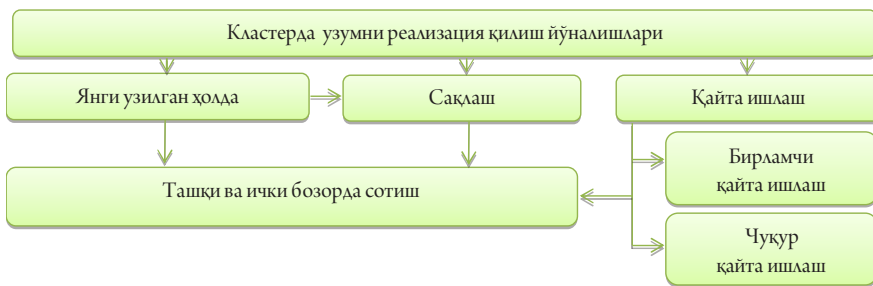 Кластерда узумни реализация қилиш йўналишлари
Янги узилган ҳолда
Сақлаш
Қайта ишлаш
Ташқи ва ички бозорда сотиш
Бирламчи
қайта ишлаш
Чуқур
қайта ишлаш